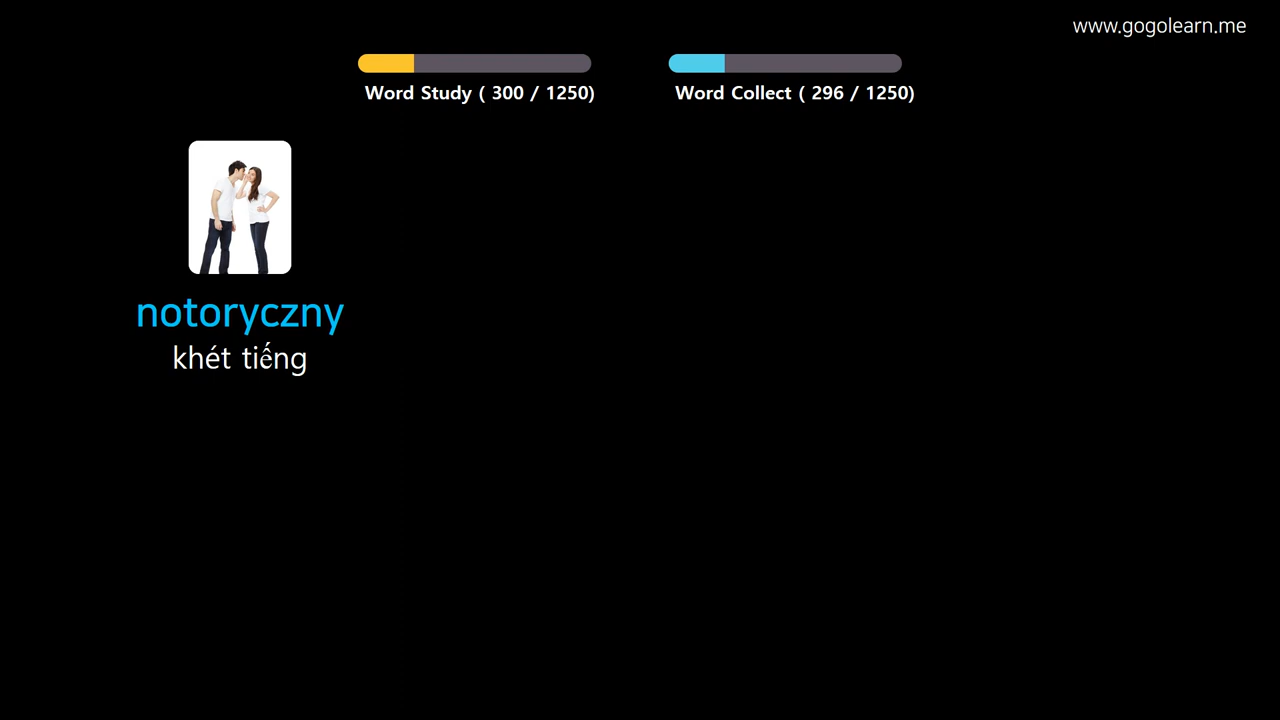 www.gogolearn.me
Word Study ( 300 / 1250)
Word Collect ( 296 / 1250)
notoryczny
khét tiếng